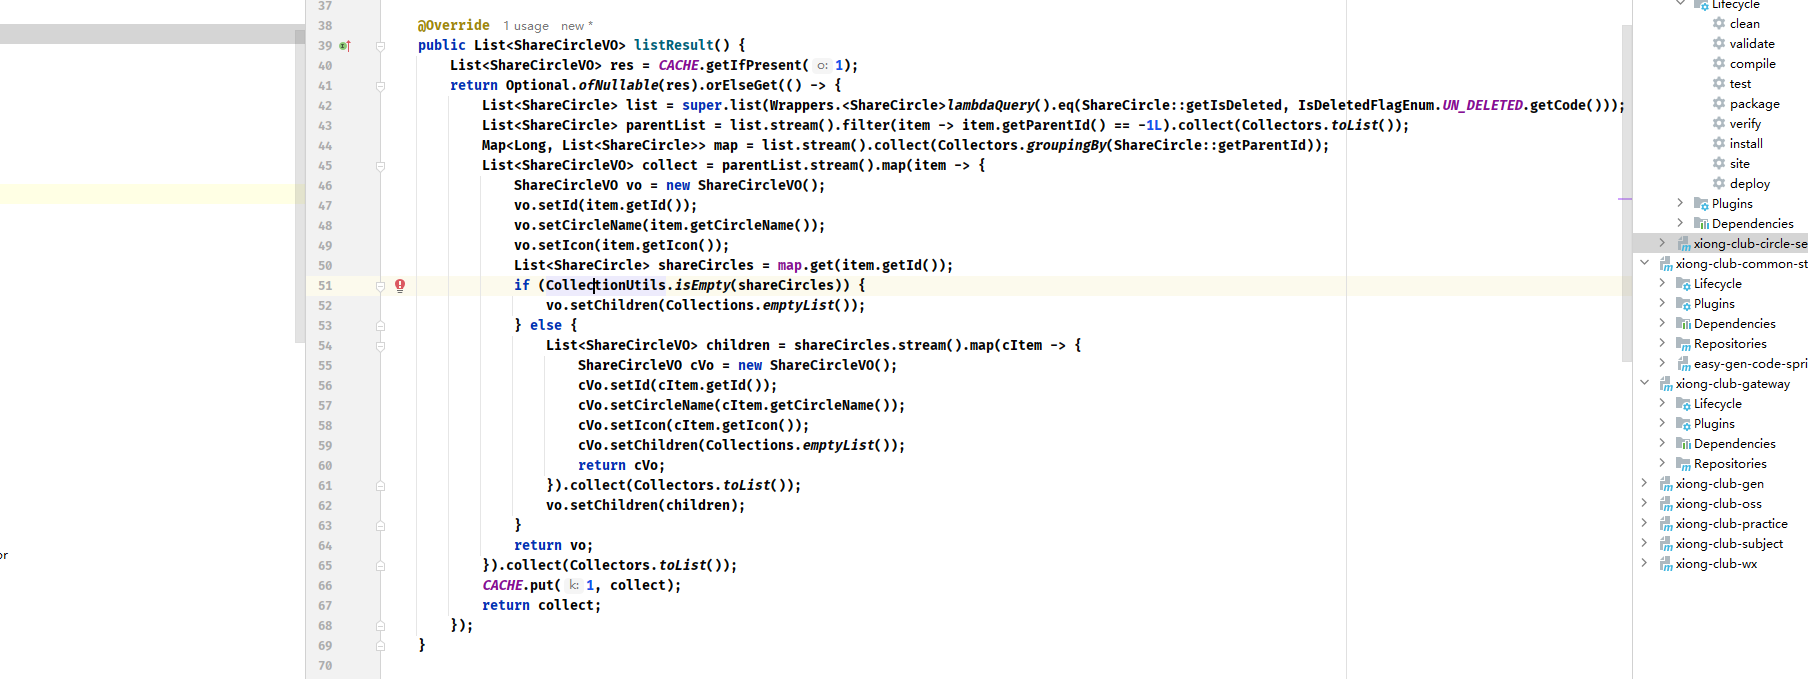 37
38 @Override 1 usage new *
39 public List<ShareCircleVO> listResult() {
40 List<ShareCircleVO> res = CACHE.getIfPresent( o: 1);
41 return Optional.ofNullable(res).orElseGet(() -> {
42 List<ShareCircle> list = super.list(Wrappers.<ShareCircle>lambdaQuery().eq(ShareCircle::getIsDeleted, IsDeletedFlagEnum.UN_DELETED.getCode()));
43 List<ShareCircle> parentList = list.stream().filter(item -> item.getParentId() == -1L).collect(Collectors.toList());
44 Map<Long, List<ShareCircle>> map = list.stream().collect(Collectors.groupingBy(ShareCircle::getParentId));
45 List<ShareCircleVO> collect = parentList.stream().map(item -> {
46 ShareCircleVO vo = new ShareCircleVO();
47 vo.setId(item.getId());
48 vo.setCircleName(item.getCircleName());
49 vo.setIcon(item.getIcon());
50 List<ShareCircle> shareCircles = map.get(item.getId());
51 if (CollectionUtils.isEmpty(shareCircles)) {
52 vo.setChildren(Collections.emptyList());
53 } else {
54 List<ShareCircleVO> children = shareCircles.stream().map(cItem -> {
55 ShareCircleVO cVo = new ShareCircleVO();
56 cVo.setId(cItem.getId());
57 cVo.setCircleName(cItem.getCircleName());
58 cVo.setIcon(cItem.getIcon());
59 cVo.setChildren(Collections.emptyList());
60 return cVo;
61 }).collect(Collectors.toList());
62 vo.setChildren(children);
63 }
64 return vo;
65 }).collect(Collectors.toList());
66 CACHE.put( k: 1, collect);
67 return collect;
68 });
69 }
70
or
Lifecycle
clean
validate
compile
test
package
verify
install
site
deploy
Plugins
Dependencies
xiong-club-circle-se
xiong-club-common-st
Lifecycle
Plugins
Dependencies
Repositories
easy-gen-code-spri
xiong-club-gateway
Lifecycle
Plugins
Dependencies
Repositories
xiong-club-gen
xiong-club-oss
xiong-club-practice
xiong-club-subject
xiong-club-wx